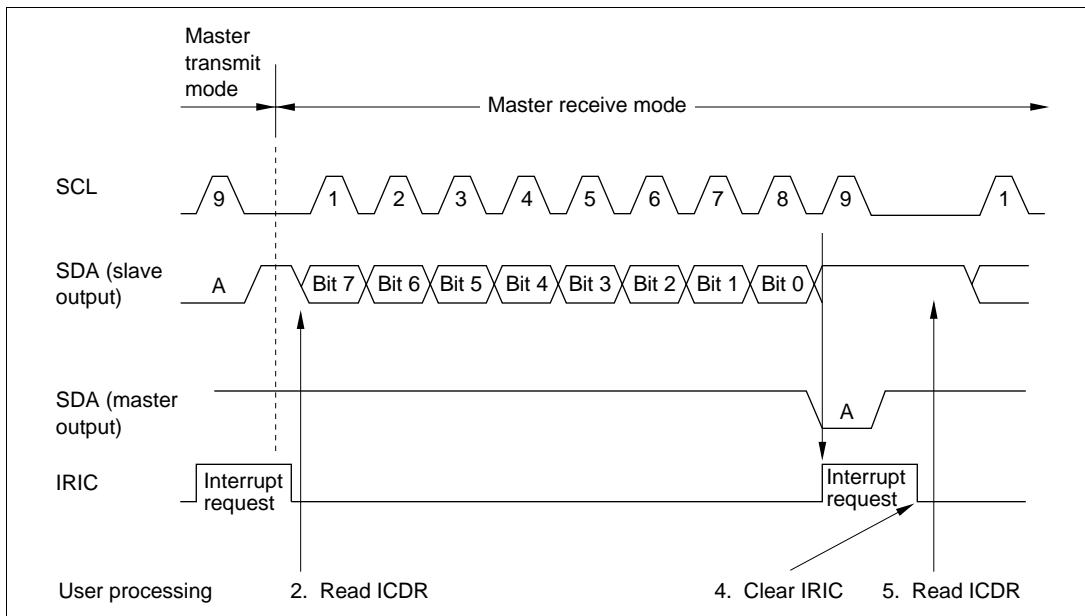 Master
transmit
mode
Master receive mode
SCL
9 1 2 3 4 5 6 7 8 9 1
SDA (slave
output)
A Bit 7 Bit 6 Bit 5 Bit 4 Bit 3 Bit 2 Bit 1 Bit 0
SDA (master
output)
A
IRIC
Interrupt
request
Interrupt
request
User processing 2. Read ICDR 4. Clear IRIC 5. Read ICDR